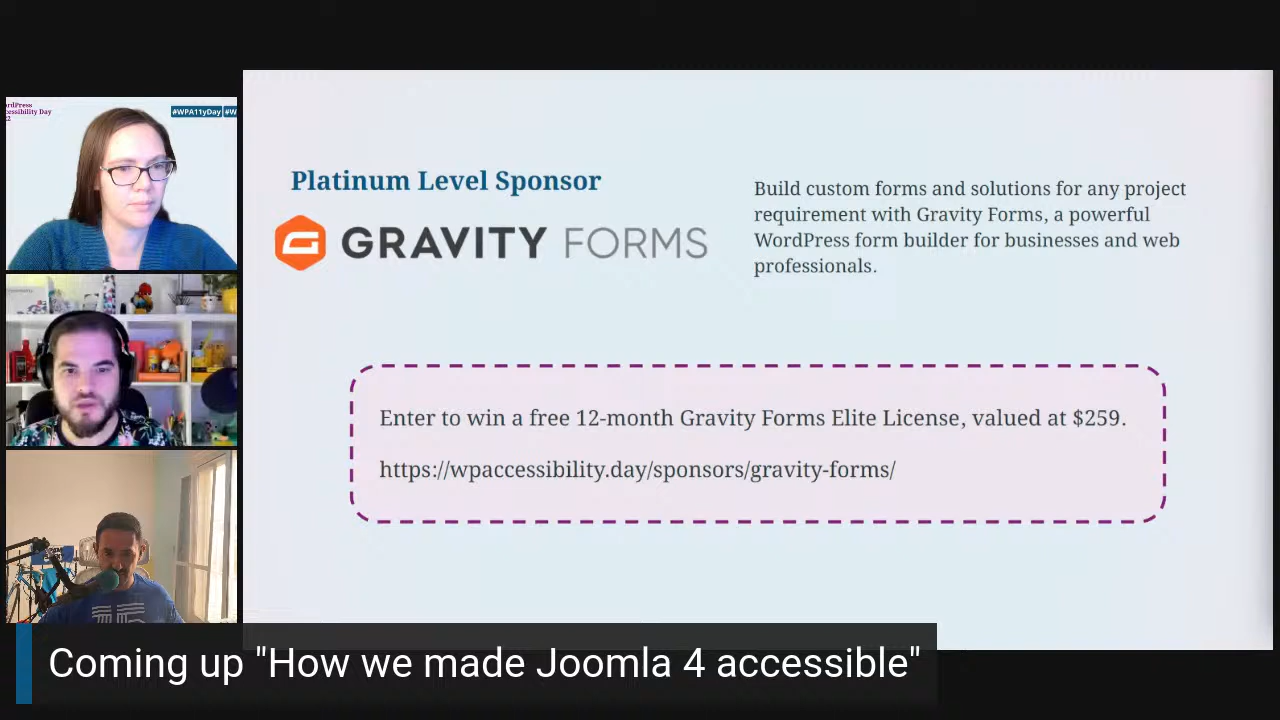 #WPA11yDay
Platinum Level Sponsor
GRAVITY FORMS
Build custom forms and solutions for any project
requirement with Gravity Forms, a powerful
WordPress form builder for businesses and web
professionals.
Enter to win a free 12-month Gravity Forms Elite License, valued at $259.
https://wpaccessibility.day/sponsors/gravity-forms/
Coming up "How we made Joomla 4 accessible"